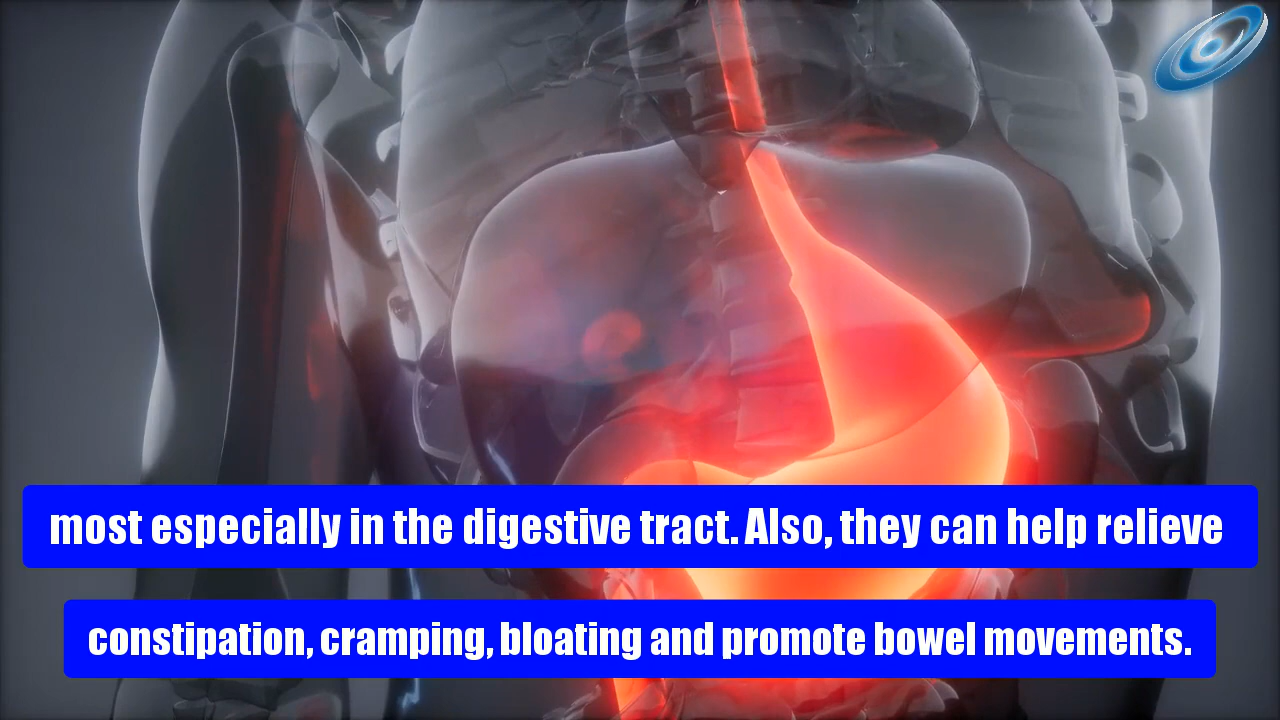 most especially in the digestive tract. Also, they can help relieve
constipation, cramping, bloating and promote bowel movements.